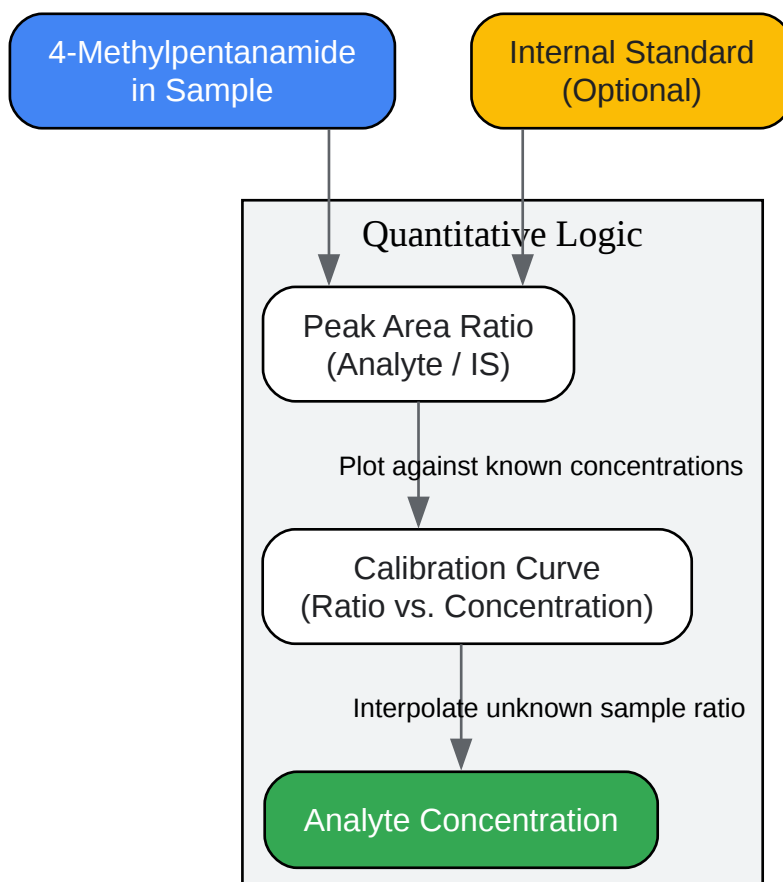 4-Methylpentanamide
in Sample
Internal Standard
(Optional)
Quantitative Logic
Peak Area Ratio
(Analyte / IS)
Plot against known concentrations
Calibration Curve
(Ratio vs. Concentration)
Interpolate unknown sample ratio
Analyte Concentration